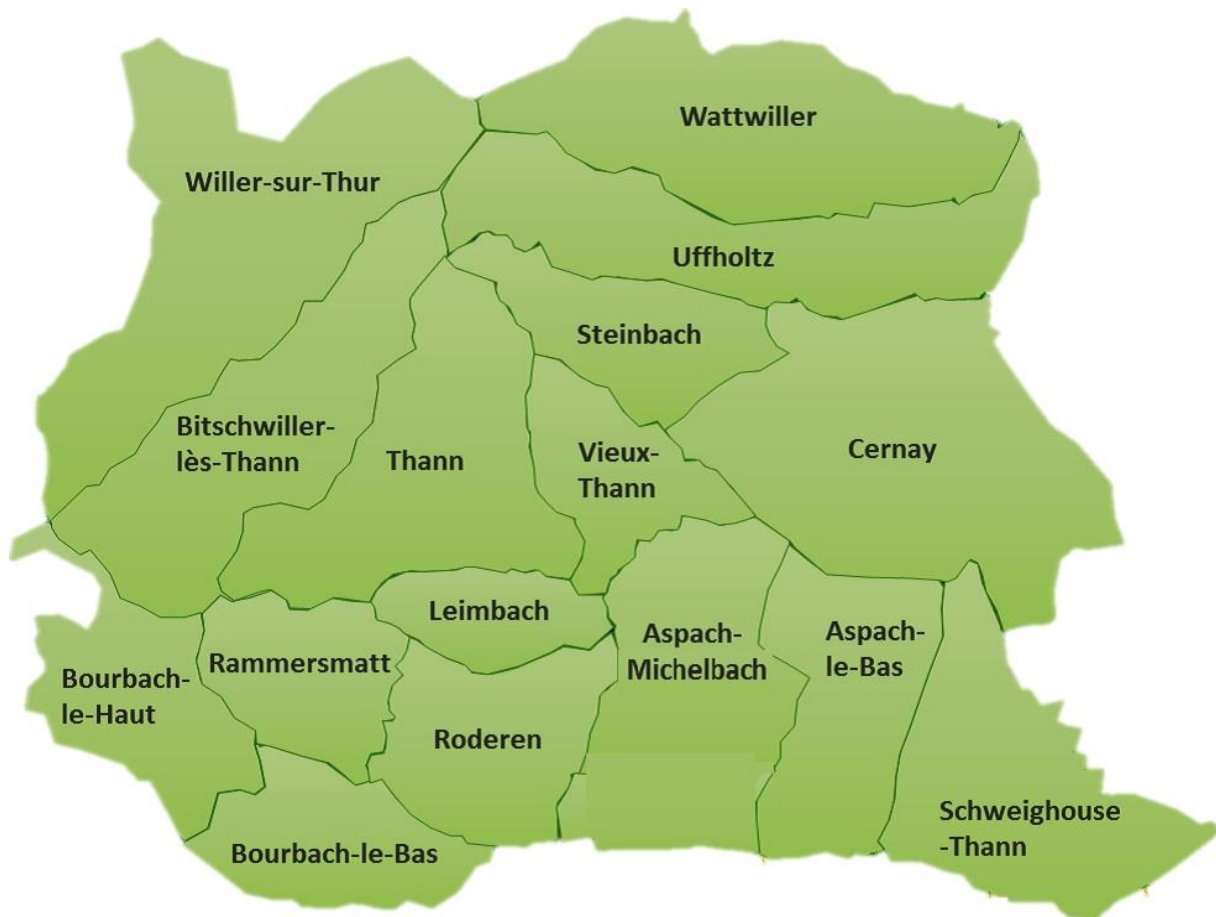 Wattwiller
Willer-sur-Thur
Uffholtz
Steinbach
Bitschwiller-
lès-Thann
Thann
Vieux-
Thann
Cernay
Leimbach
Rammersmatt
Aspach-
Michelbach
Aspach-
le-Bas
Bourbach-
le-Haut
Roderen
Schweighouse
-Thann
Bourbach-le-Bas